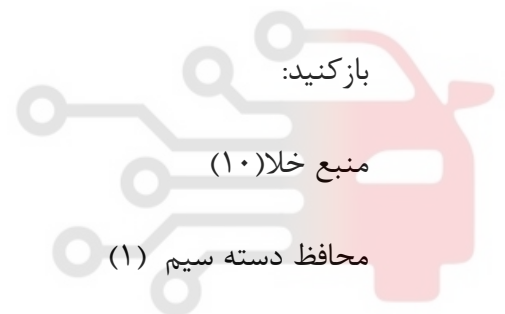 بازکنید:
منبع خلا(۱۰)
محافظ دسته سیم (۱)